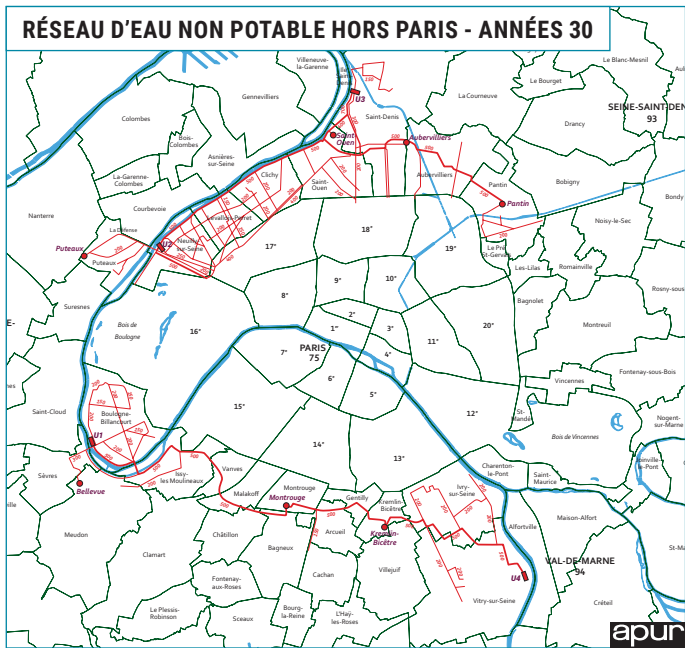 RÉSEAU D'EAU NON POTABLE HORS PARIS - ANNÉES 30
Villeneuve-
la-Garenne
Le Blanc-Mesnil
Le Bourget
Gennevilliers
U3
La Courneuve
SEINE-SAINT-DEN
93
Colombes
Saint-Denis
Drancy
Bois-
Colombes
Saint-
Ouen
Aubervilliers
Asnières-
sur-Seine
La-Garenne-
Colombes
Clichy
Saint-
Ouen
Aubervilliers
Pantin
Bobigny
Bondy
Courbevoie
Pantin
Nanterre
Levallois-Perret
Noisy-le-Sec
La Défense
18e
Puteaux
U2
Neuilly-
sur-Seine
17e
19e
Le Pré
St-Gervais
Puteaux
Les-Lilas
Romainville
9e
10e
Suresnes
8e
Bagnolet
Rosny-sous
2e
Bois de
Boulogne
16e
1er
3e
20e
Montreuil
11e
PARIS
75
7e
4e
6e
Fontenay-sous-Bois
Vincennes
5e
Saint-Cloud
15e
12e
St-
Mandé
Boulogne-
Billancourt
Nogent-
sur-Marne
U1
14e
Bois de Vincennes
13e
Joinville
-le-Pont
Sèvres
Issy-
les Moulineaux
Vanves
Charenton-
le-Pont
Saint-
Maurice
Bellevue
Malakoff
Montrouge
Montrouge
Gentilly
Kremlin-
Bicêtre
Ivry-
sur-Seine
Maison-Alfort
Alfortville
Meudon
Châtillon
Arcueil
Kremlin-
Bicêtre
Clamart
Bagneux
Villejuif
VAL-DE-MARNE
94
Fontenay-
aux-Roses
Cachan
U4
Vitry-sur-Seine
Créteil
Le Plessis-
Robinson
Sceaux
Bourg-
la-Reine
L'Haÿ-
les-Roses
apur